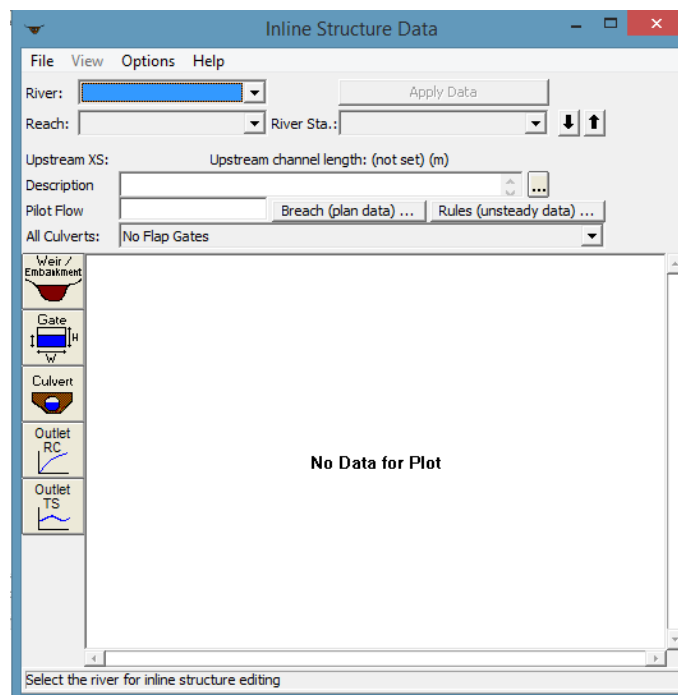 Inline Structure Data
File View Options Help
River: Apply Data
Reach: River Sta.:
Upstream XS: Upstream channel length: (not set) (m)
Description ...
Pilot Flow Breach (plan data) ... Rules (unsteady data) ...
All Culverts: No Flap Gates
Weir /
Embankment
Gate
H
W
Culvert
Outlet
RC
Outlet
TS
No Data for Plot
Select the river for inline structure editing